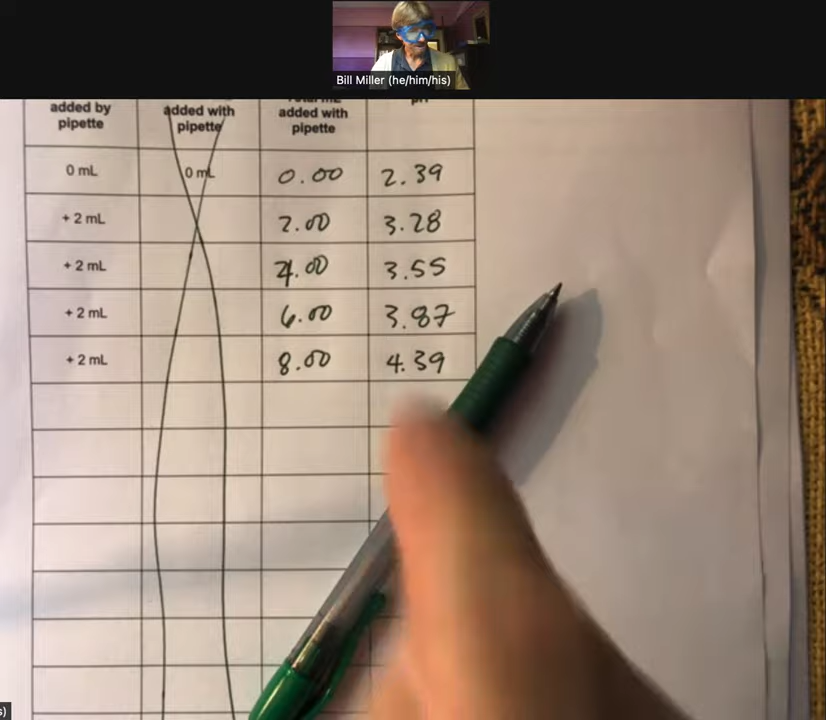 Bill Miller (he/him/his)
added by pipette
added with pipette
added with pipette
pH
0 mL 0 mL 0.00 2.39
+ 2 mL 2.00 3.28
+ 2 mL 4.00 3.55
+ 2 mL 6.00 3.87
+ 2 mL 8.00 4.39
s)